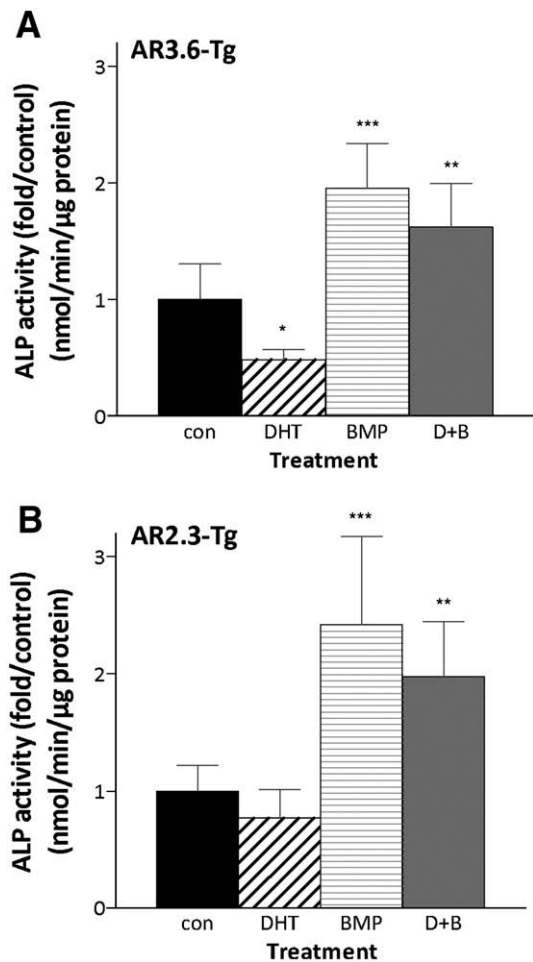 A
AR3.6-Tg
ALP activity (fold/control)
(nmol/min/μg protein)
3
2
1
0
***
**
*
con DHT BMP D+B
Treatment
B
AR2.3-Tg
ALP activity (fold/control)
(nmol/min/μg protein)
3
2
1
0
***
**
con DHT BMP D+B
Treatment